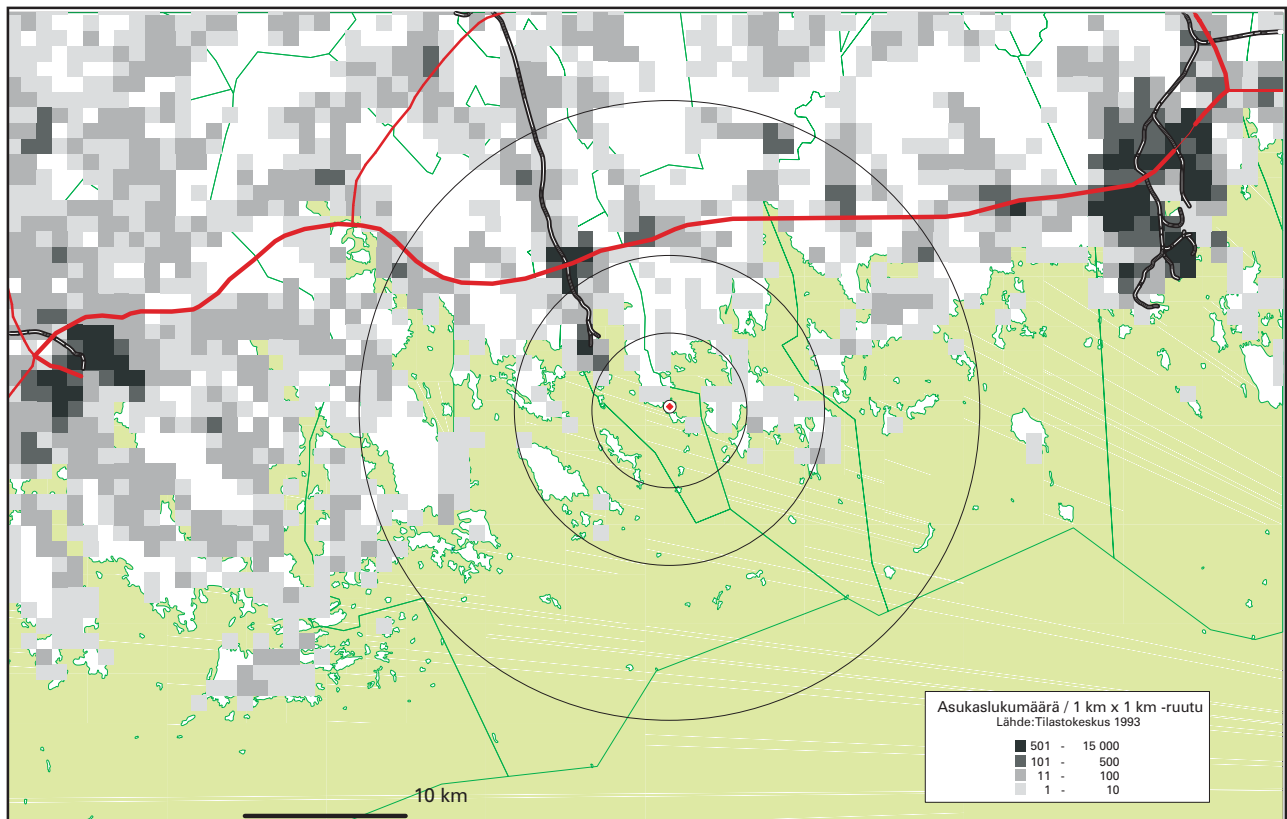 Asukaslukumäärä / 1 km x 1 km -ruutu
Lähde:Tilastokeskus 1993
501 - 15 000
101 - 500
11 - 100
1 - 10
10 km